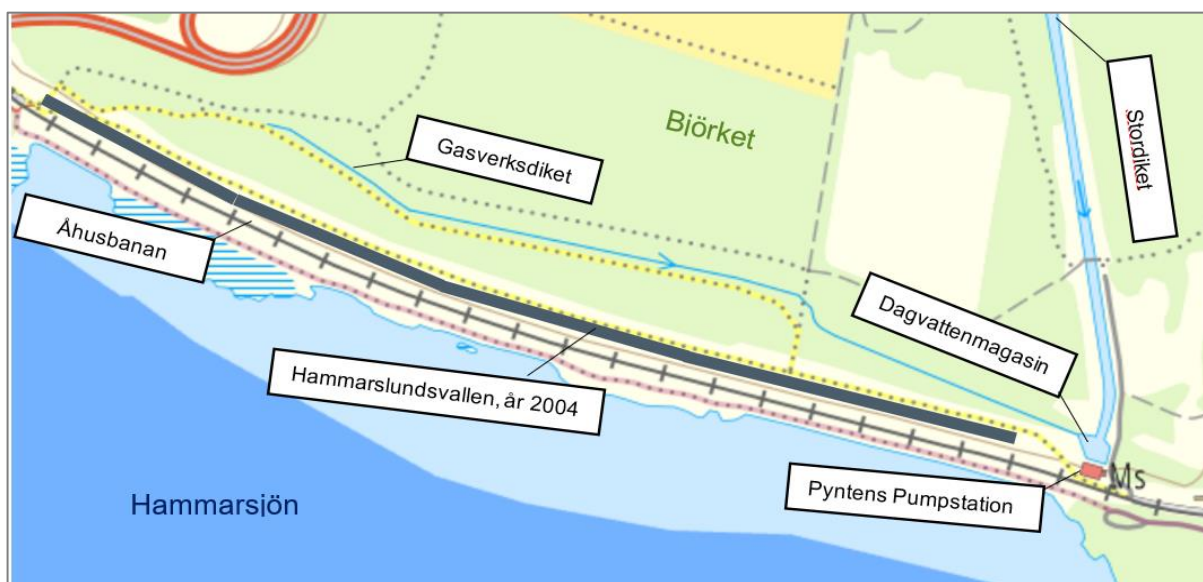 Björket
Stordiket
Gasverksdiket
Åhusbanan
Dagvattenmagasin
Hammarslundsvallen, år 2004
Pyntens Pumpstation
Ms
Hammarsjön